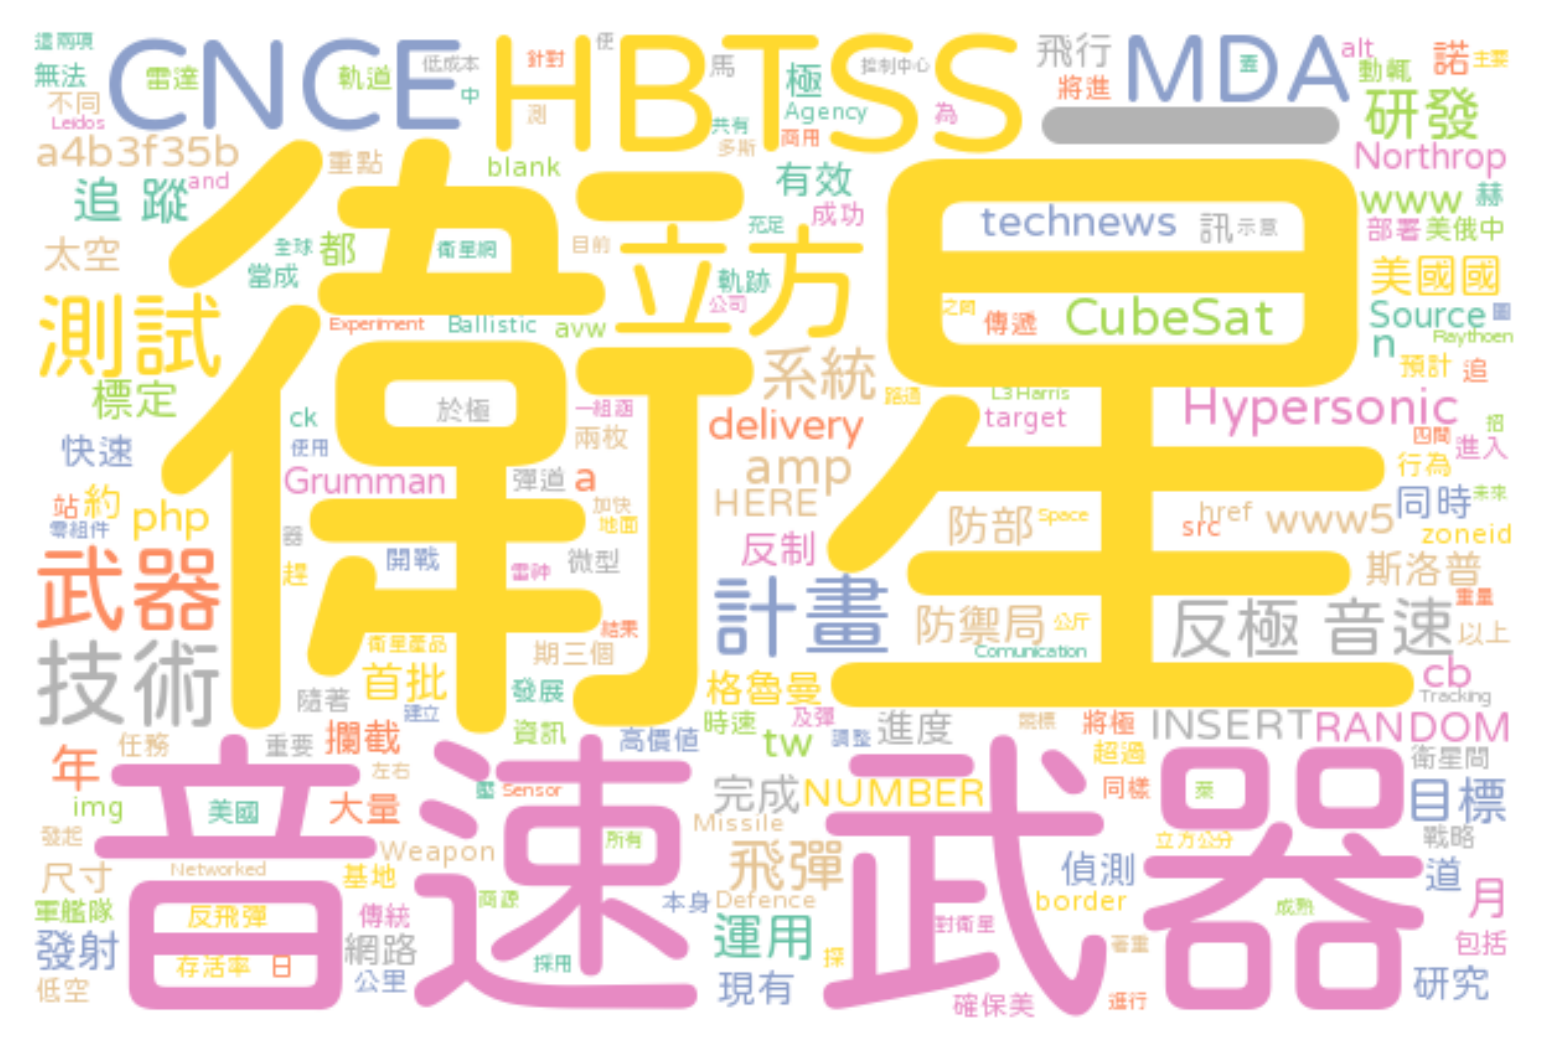 這兩項
CNCE
低成本
HBTSS
針對
使
馬
極
控制中心
飛行
MDA
盔
alt
諾
主要
無法
雷達
軌道
中
將進
動輒
不同
Leidos
測
共有
Agency
商用
多斯
為
研發
a4b3f35b
and
重點
blank
有效
成功
Northrop
追 蹤
www
赫
部署
美俄中
technews
訊
示意
太空
全球
都
當成
衛星網
目前
充足
立方
軌跡
公司
衛星
美國國
測試
Experiment
Ballistic
avw
之間
傳遞
CubeSat
Source
圖
n
Raytheon
標定
系統
預計
追
ck
於極
一組涵
delivery
路透
L3Harris
target
Hypersonic
招
四間
進入
快速
使用
兩枚
Grumman
彈道
a
amp
行為
站
約
php
零組件
加快
地面
HERE
防部
Space
src
href
www5
同時
未來
zoneid
武器
器
開戰
雷神
微型
反制
斯洛普
趕
計畫
重量
技術
結果
衛星產品
期三個
防禦局
公斤
Comunication
反極 音速
以上
首批
隨著
發展
格魯曼
cb
Tracking
建立
資訊
時速
及彈
競標
將極
INSERT
RANDOM
年
任務
重要
攔截
高價值
tw
調整
進度
超過
衛星間
音速
武器
左右
img
美國
大量
壓
Sensor
完成
NUMBER
同樣
萊
目標
發起
Weapon
所有
Missile
立方公分
戰略
尺寸
Networked
基地
飛彈
偵測
道
軍艦隊
反飛彈
傳統
商源
本身
Defence
border
月
發射
網路
運用
對衛星
成熟
包括
低空
存活率
日
公里
採用
現有
探
著重
確保美
進行
研究